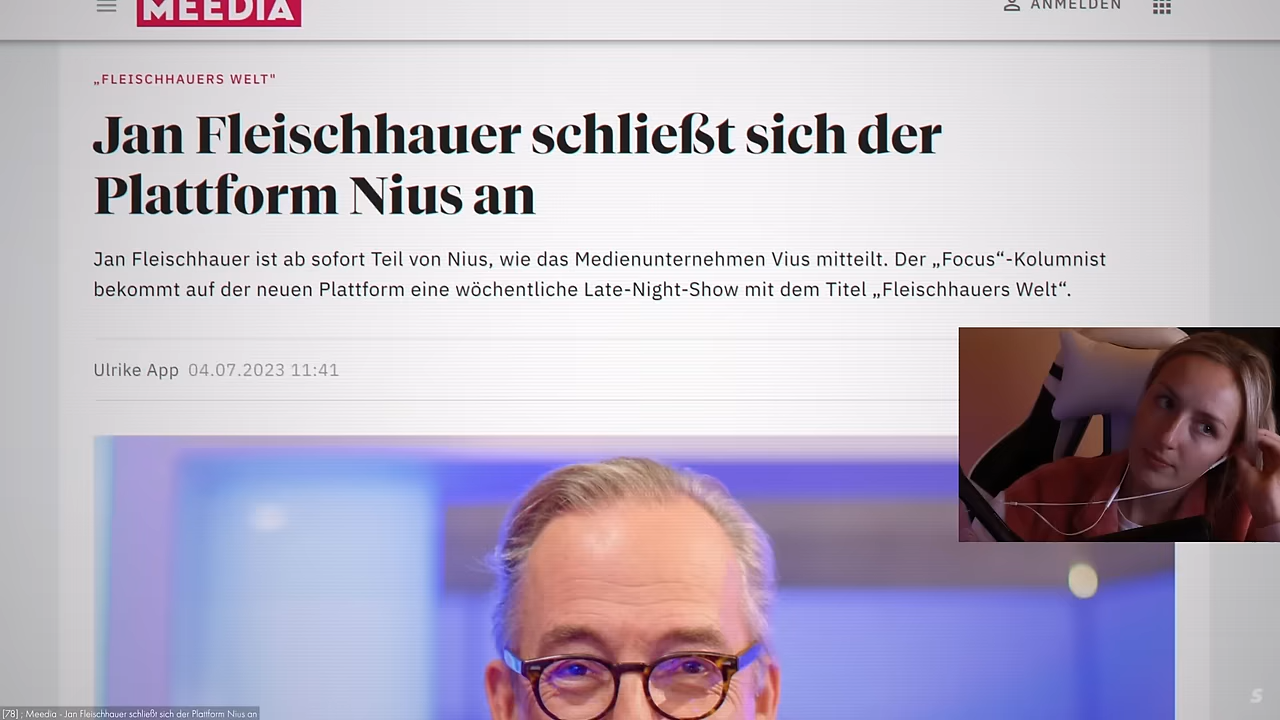 MEEDIA
ANMELDEN
„FLEISCHHAUERS WELT"
Jan Fleischhauer schließt sich der
Plattform Nius an
Jan Fleischhauer ist ab sofort Teil von Nius, wie das Medienunternehmen Vius mitteilt. Der „Focus“-Kolumnist
bekommt auf der neuen Plattform eine wöchentliche Late-Night-Show mit dem Titel „Fleischhauers Welt“.
Ulrike App 04.07.2023 11:41
S
[78] : Meedia - Jan Fleischhauer schließt sich der Plattform Nius an